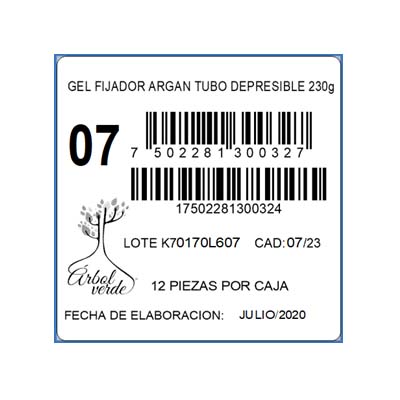 GEL FIJADOR ARGAN TUBO DEPRESIBLE 230g
07
7 502281 300327
17502281300324
LOTE K70170L607 CAD: 07/23
Árbol verde
12 PIEZAS POR CAJA
FECHA DE ELABORACION: JULIO/2020